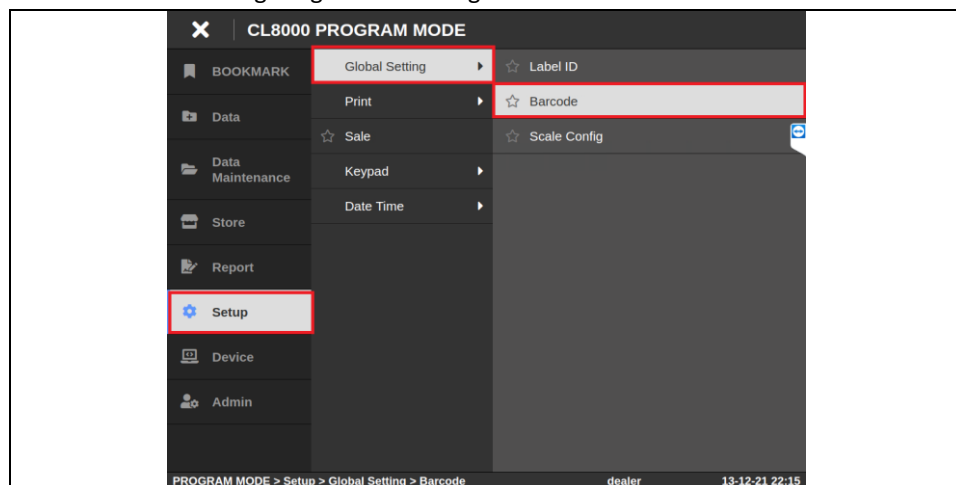 CL8000 PROGRAM MODE
BOOKMARK
Data
Data
Maintenance
Store
Report
Setup
Device
Admin
Global Setting
Print
Sale
Keypad
Date Time
Label ID
Barcode
Scale Config
PROGRAM MODE > Setup > Global Setting > Barcode dealer 13-12-21 22:15